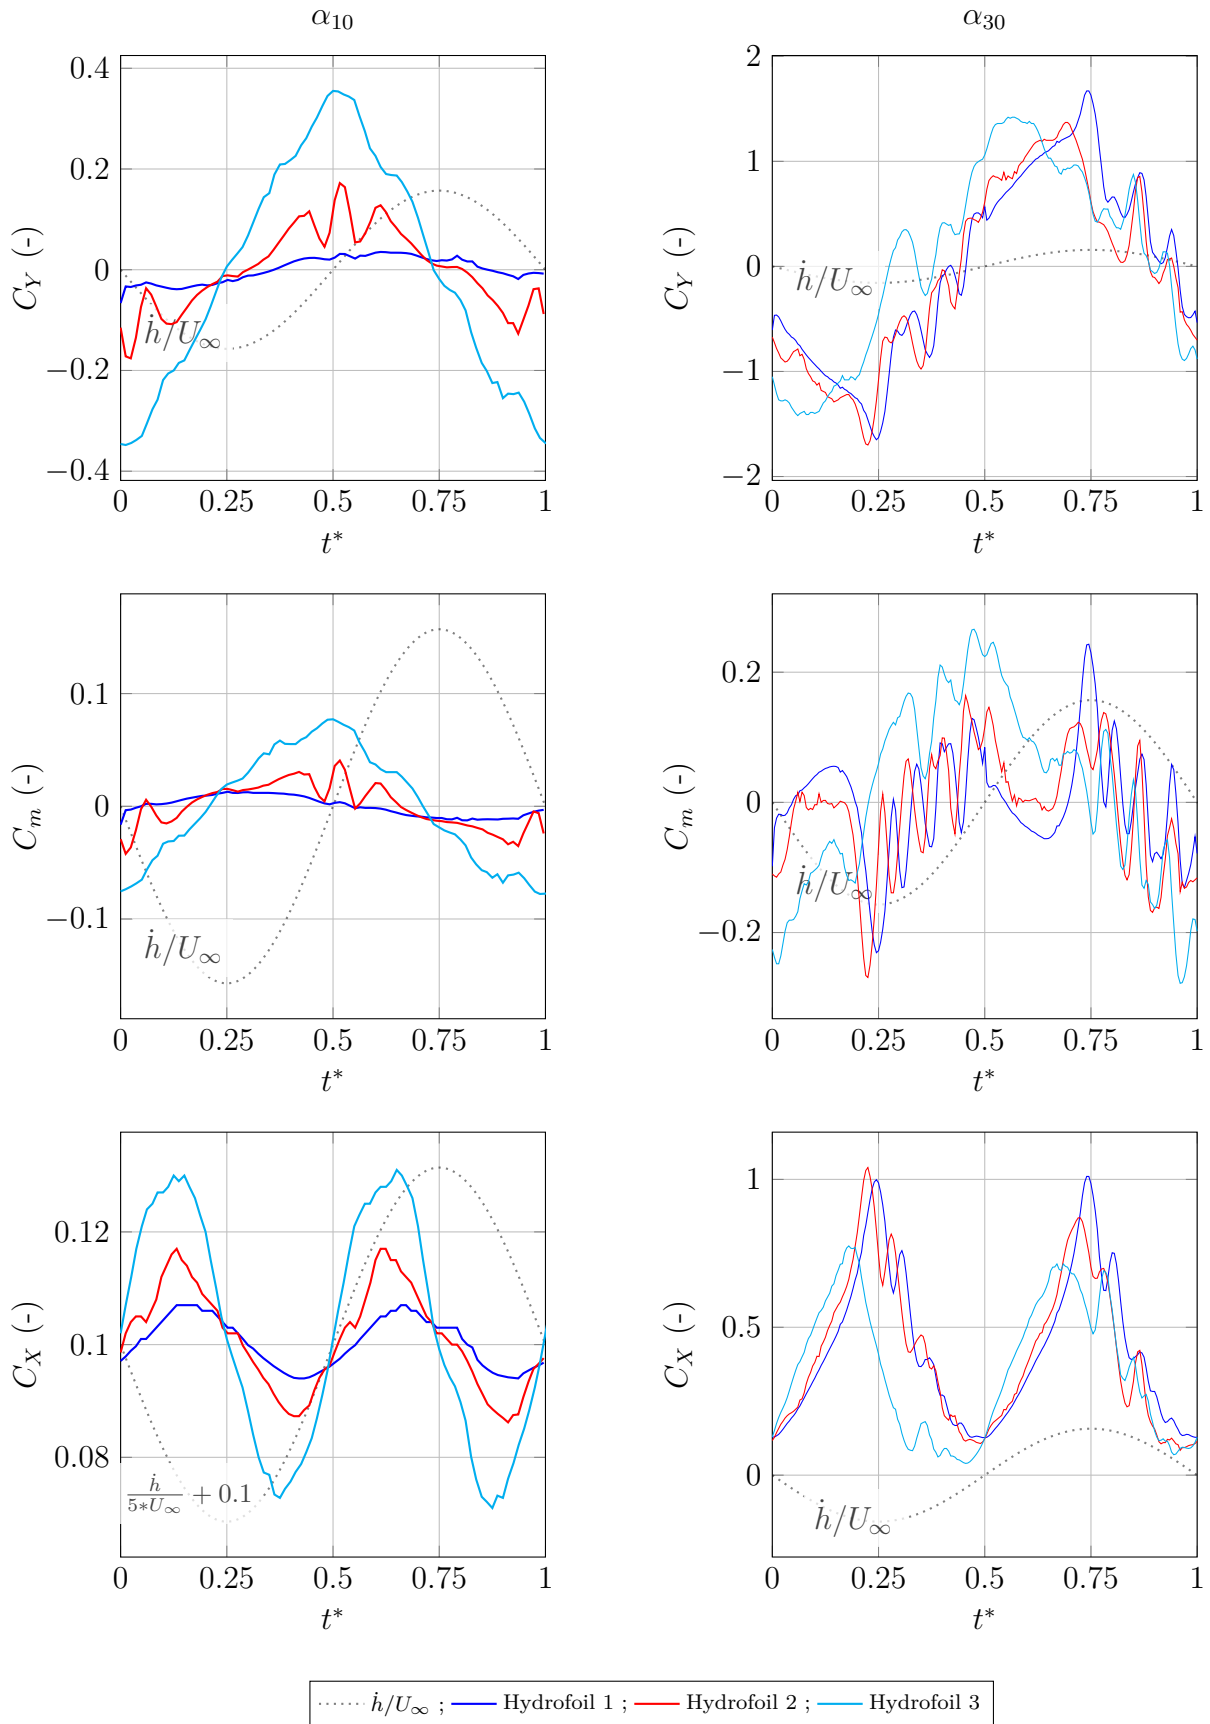 α₁₀
0.4
0.2
0
−0.2
−0.4
C_Y (-)
ḣ/U∞
0 0.25 0.5 0.75 1
t*
α₃₀
2
1
0
−1
−2
C_Y (-)
ḣ/U∞
0 0.25 0.5 0.75 1
t*
0.1
0
−0.1
C_m (-)
ḣ/U∞
0 0.25 0.5 0.75 1
t*
0.2
0
−0.2
C_m (-)
ḣ/U∞
0 0.25 0.5 0.75 1
t*
0.12
0.1
0.08
C_X (-)
ḣ/5*U∞ + 0.1
0 0.25 0.5 0.75 1
t*
1
0.5
0
C_X (-)
ḣ/U∞
0 0.25 0.5 0.75 1
t*
ḣ/U∞ ; Hydrofoil 1 ; Hydrofoil 2 ; Hydrofoil 3